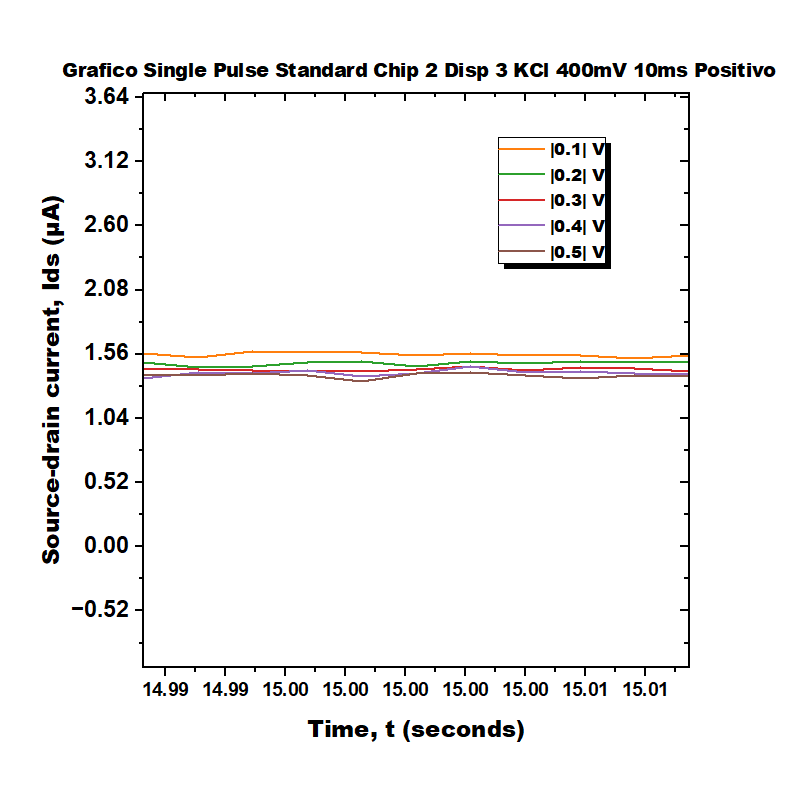 Grafico Single Pulse Standard Chip 2 Disp 3 KCl 400mV 10ms Positivo
3.64
3.12
2.60
2.08
1.56
1.04
0.52
0.00
−0.52
Source-drain current, Ids (µA)
|0.1| V
|0.2| V
|0.3| V
|0.4| V
|0.5| V
14.99 14.99 15.00 15.00 15.00 15.00 15.00 15.01 15.01
Time, t (seconds)